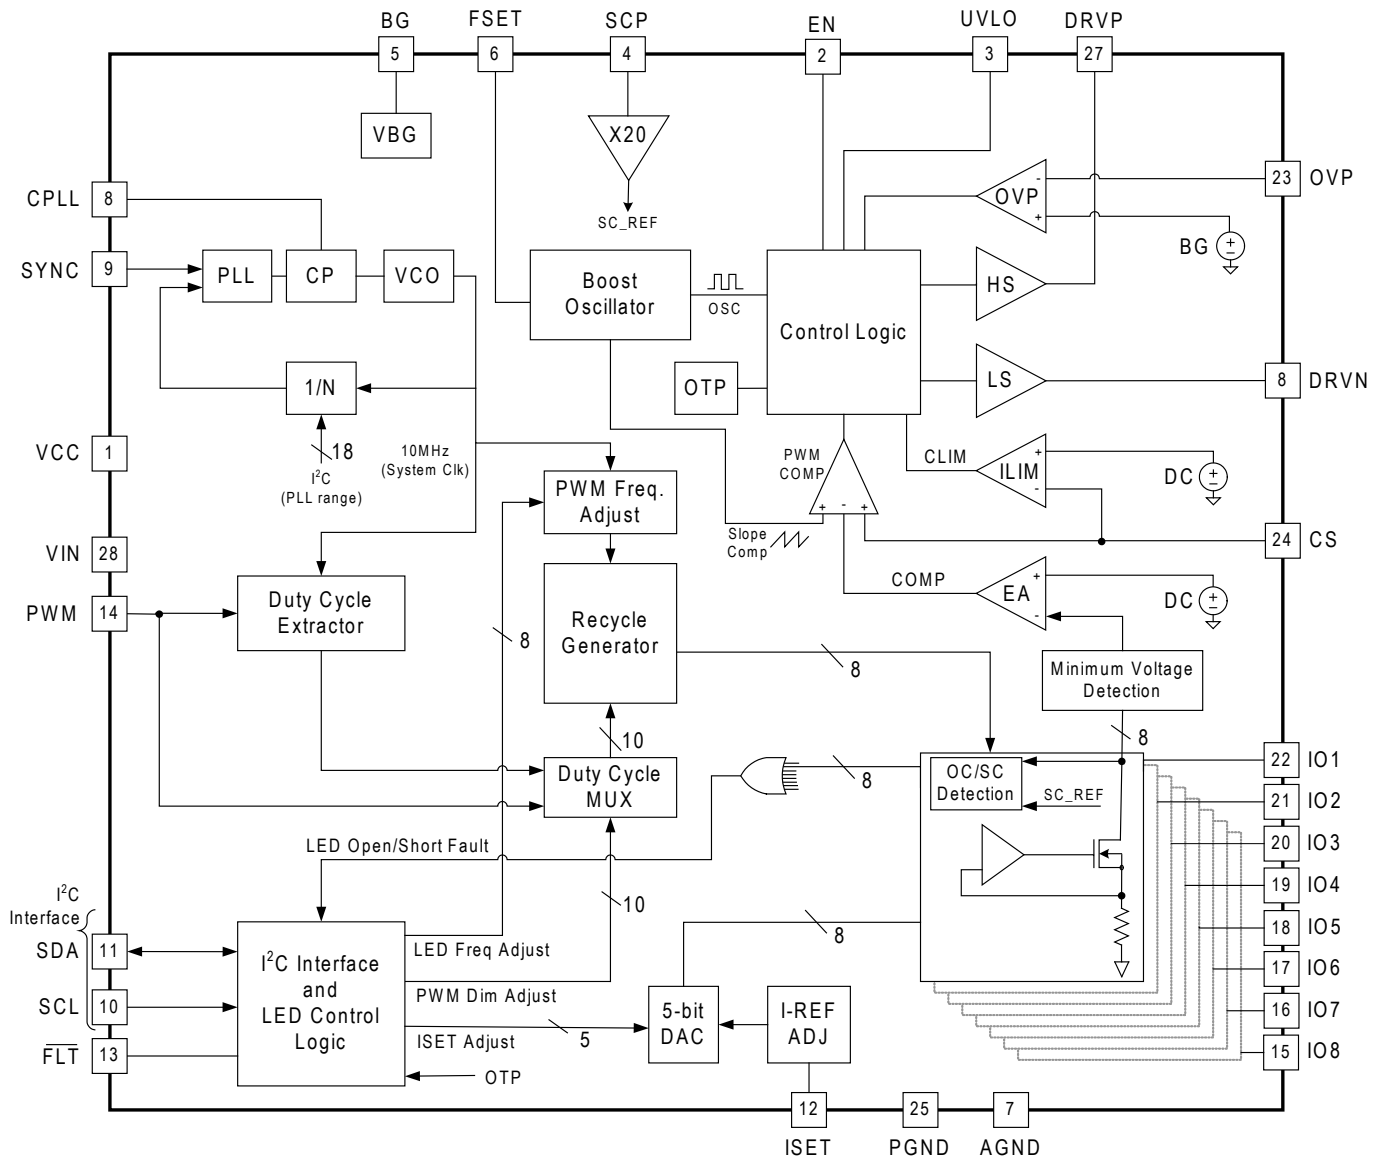 BG
FSET
SCP
EN
UVLO
DRVP
5
6
4
2
3
27
VBG
X20
SC_REF
OVP
-
+
23
OVP
BG
+
-
CPLL
8
SYNC
9
PLL
CP
VCO
Boost
Oscillator
OSC
Control Logic
HS
LS
8
DRVN
1/N
OTP
18
I²C
(PLL range)
10MHz
(System Clk)
VCC
1
PWM
COMP
CLIM
ILIM
+
-
DC
+
-
PWM Freq.
Adjust
+
-
+
Slope
Comp
24
CS
VIN
28
PWM
14
Duty Cycle
Extractor
Recycle
Generator
COMP
EA
+
-
DC
+
-
8
8
Minimum Voltage
Detection
8
10
Duty Cycle
MUX
8
OC/SC
Detection
SC_REF
22
IO1
21
IO2
20
IO3
19
IO4
18
IO5
17
IO6
16
IO7
15
IO8
LED Open/Short Fault
10
8
I²C
Interface
SDA
11
SCL
10
FLT
13
I²C Interface
and
LED Control
Logic
LED Freq Adjust
PWM Dim Adjust
ISET Adjust
5
OTP
5-bit
DAC
I-REF
ADJ
12
25
7
ISET
PGND
AGND